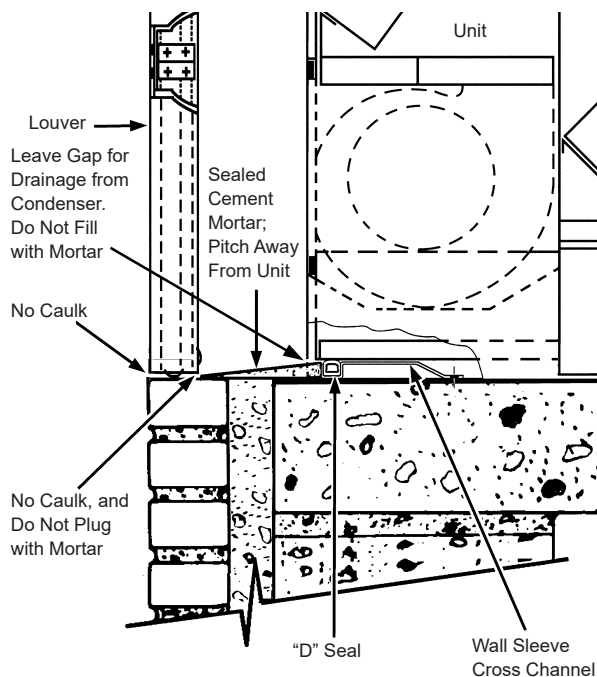 Unit
Louver
Leave Gap for
Drainage from
Condenser.
Do Not Fill
with Mortar
Sealed
Cement
Mortar;
Pitch Away
From Unit
No Caulk
No Caulk, and
Do Not Plug
with Mortar
“D” Seal
Wall Sleeve
Cross Channel